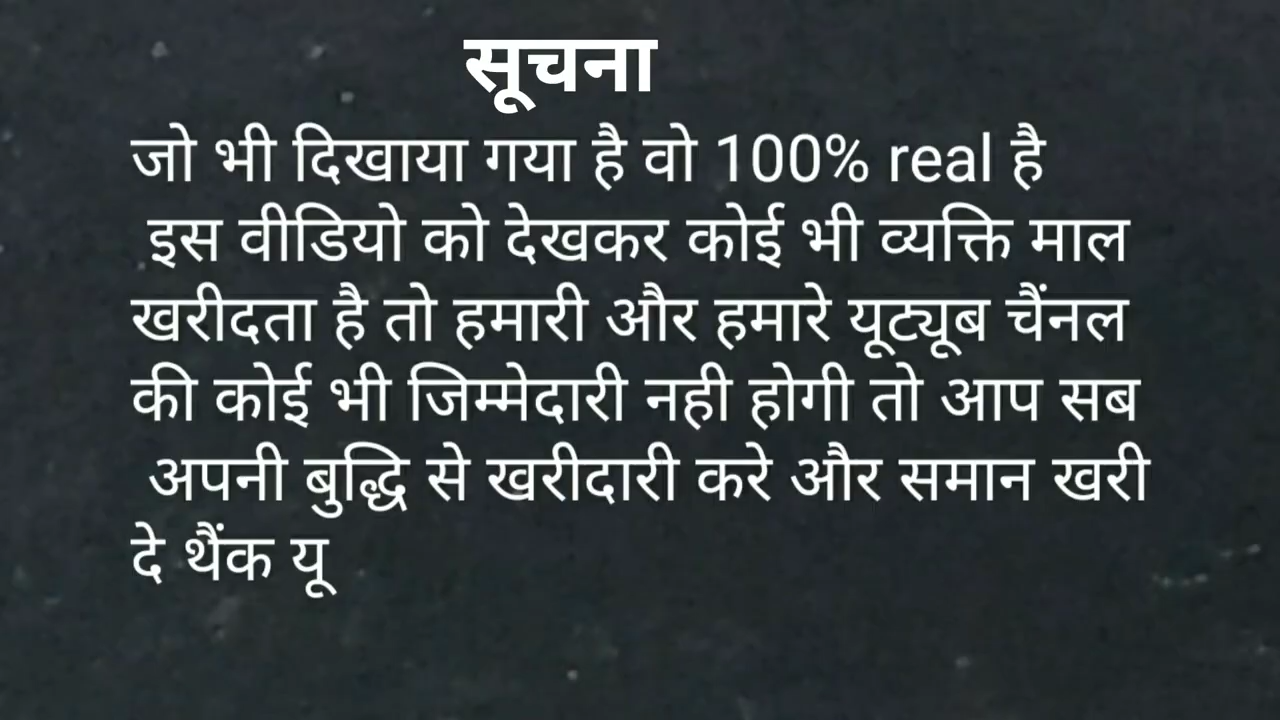 सूचना
जो भी दिखाया गया है वो 100% real है
इस वीडियो को देखकर कोई भी व्यक्ति माल
खरीदता है तो हमारी और हमारे यूट्यूब चैंनल
की कोई भी जिम्मेदारी नही होगी तो आप सब
अपनी बुद्धि से खरीदारी करे और समान खरी
दे थैंक यू